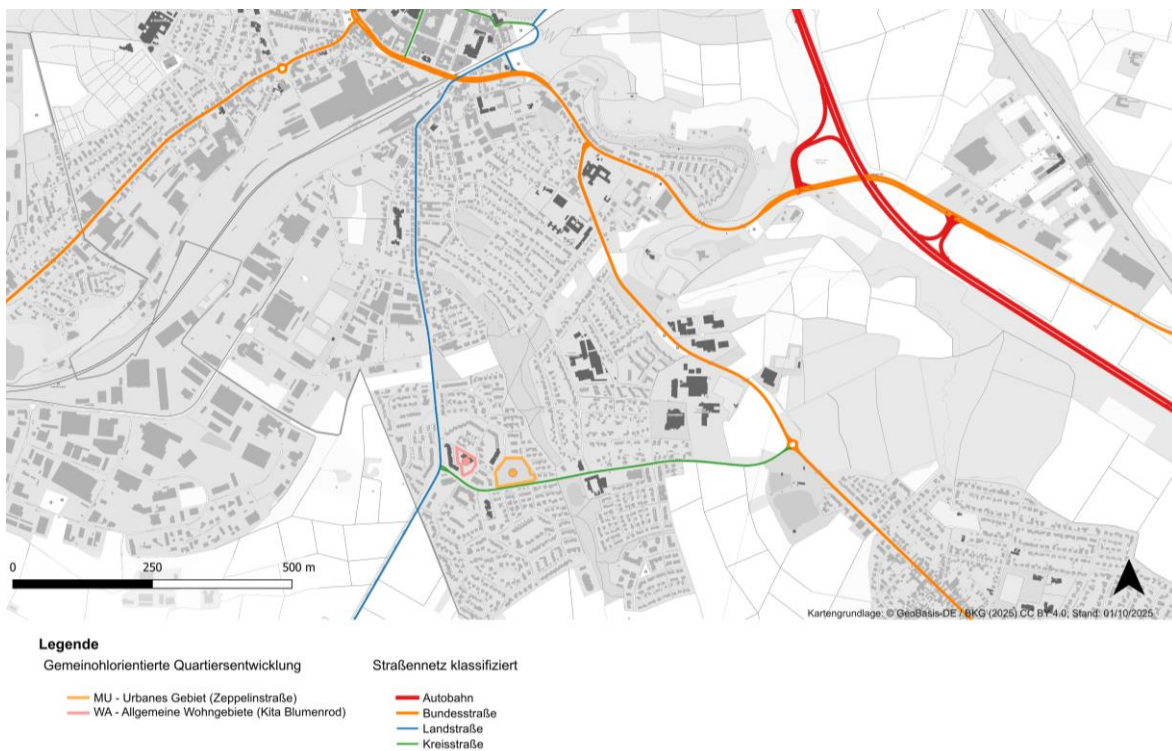 0 250 500 m
Kartengrundlage: © GeoBasis-DE / BKG (2025) CC BY 4.0; Stand: 01/10/2025
Legende
Gemeinohlorientierte Quartiersentwicklung
MU - Urbanes Gebiet (Zeppelinstraße)
WA - Allgemeine Wohngebiete (Kita Blumenrod)
Straßennetz klassifiziert
Autobahn
Bundesstraße
Landstraße
Kreisstraße